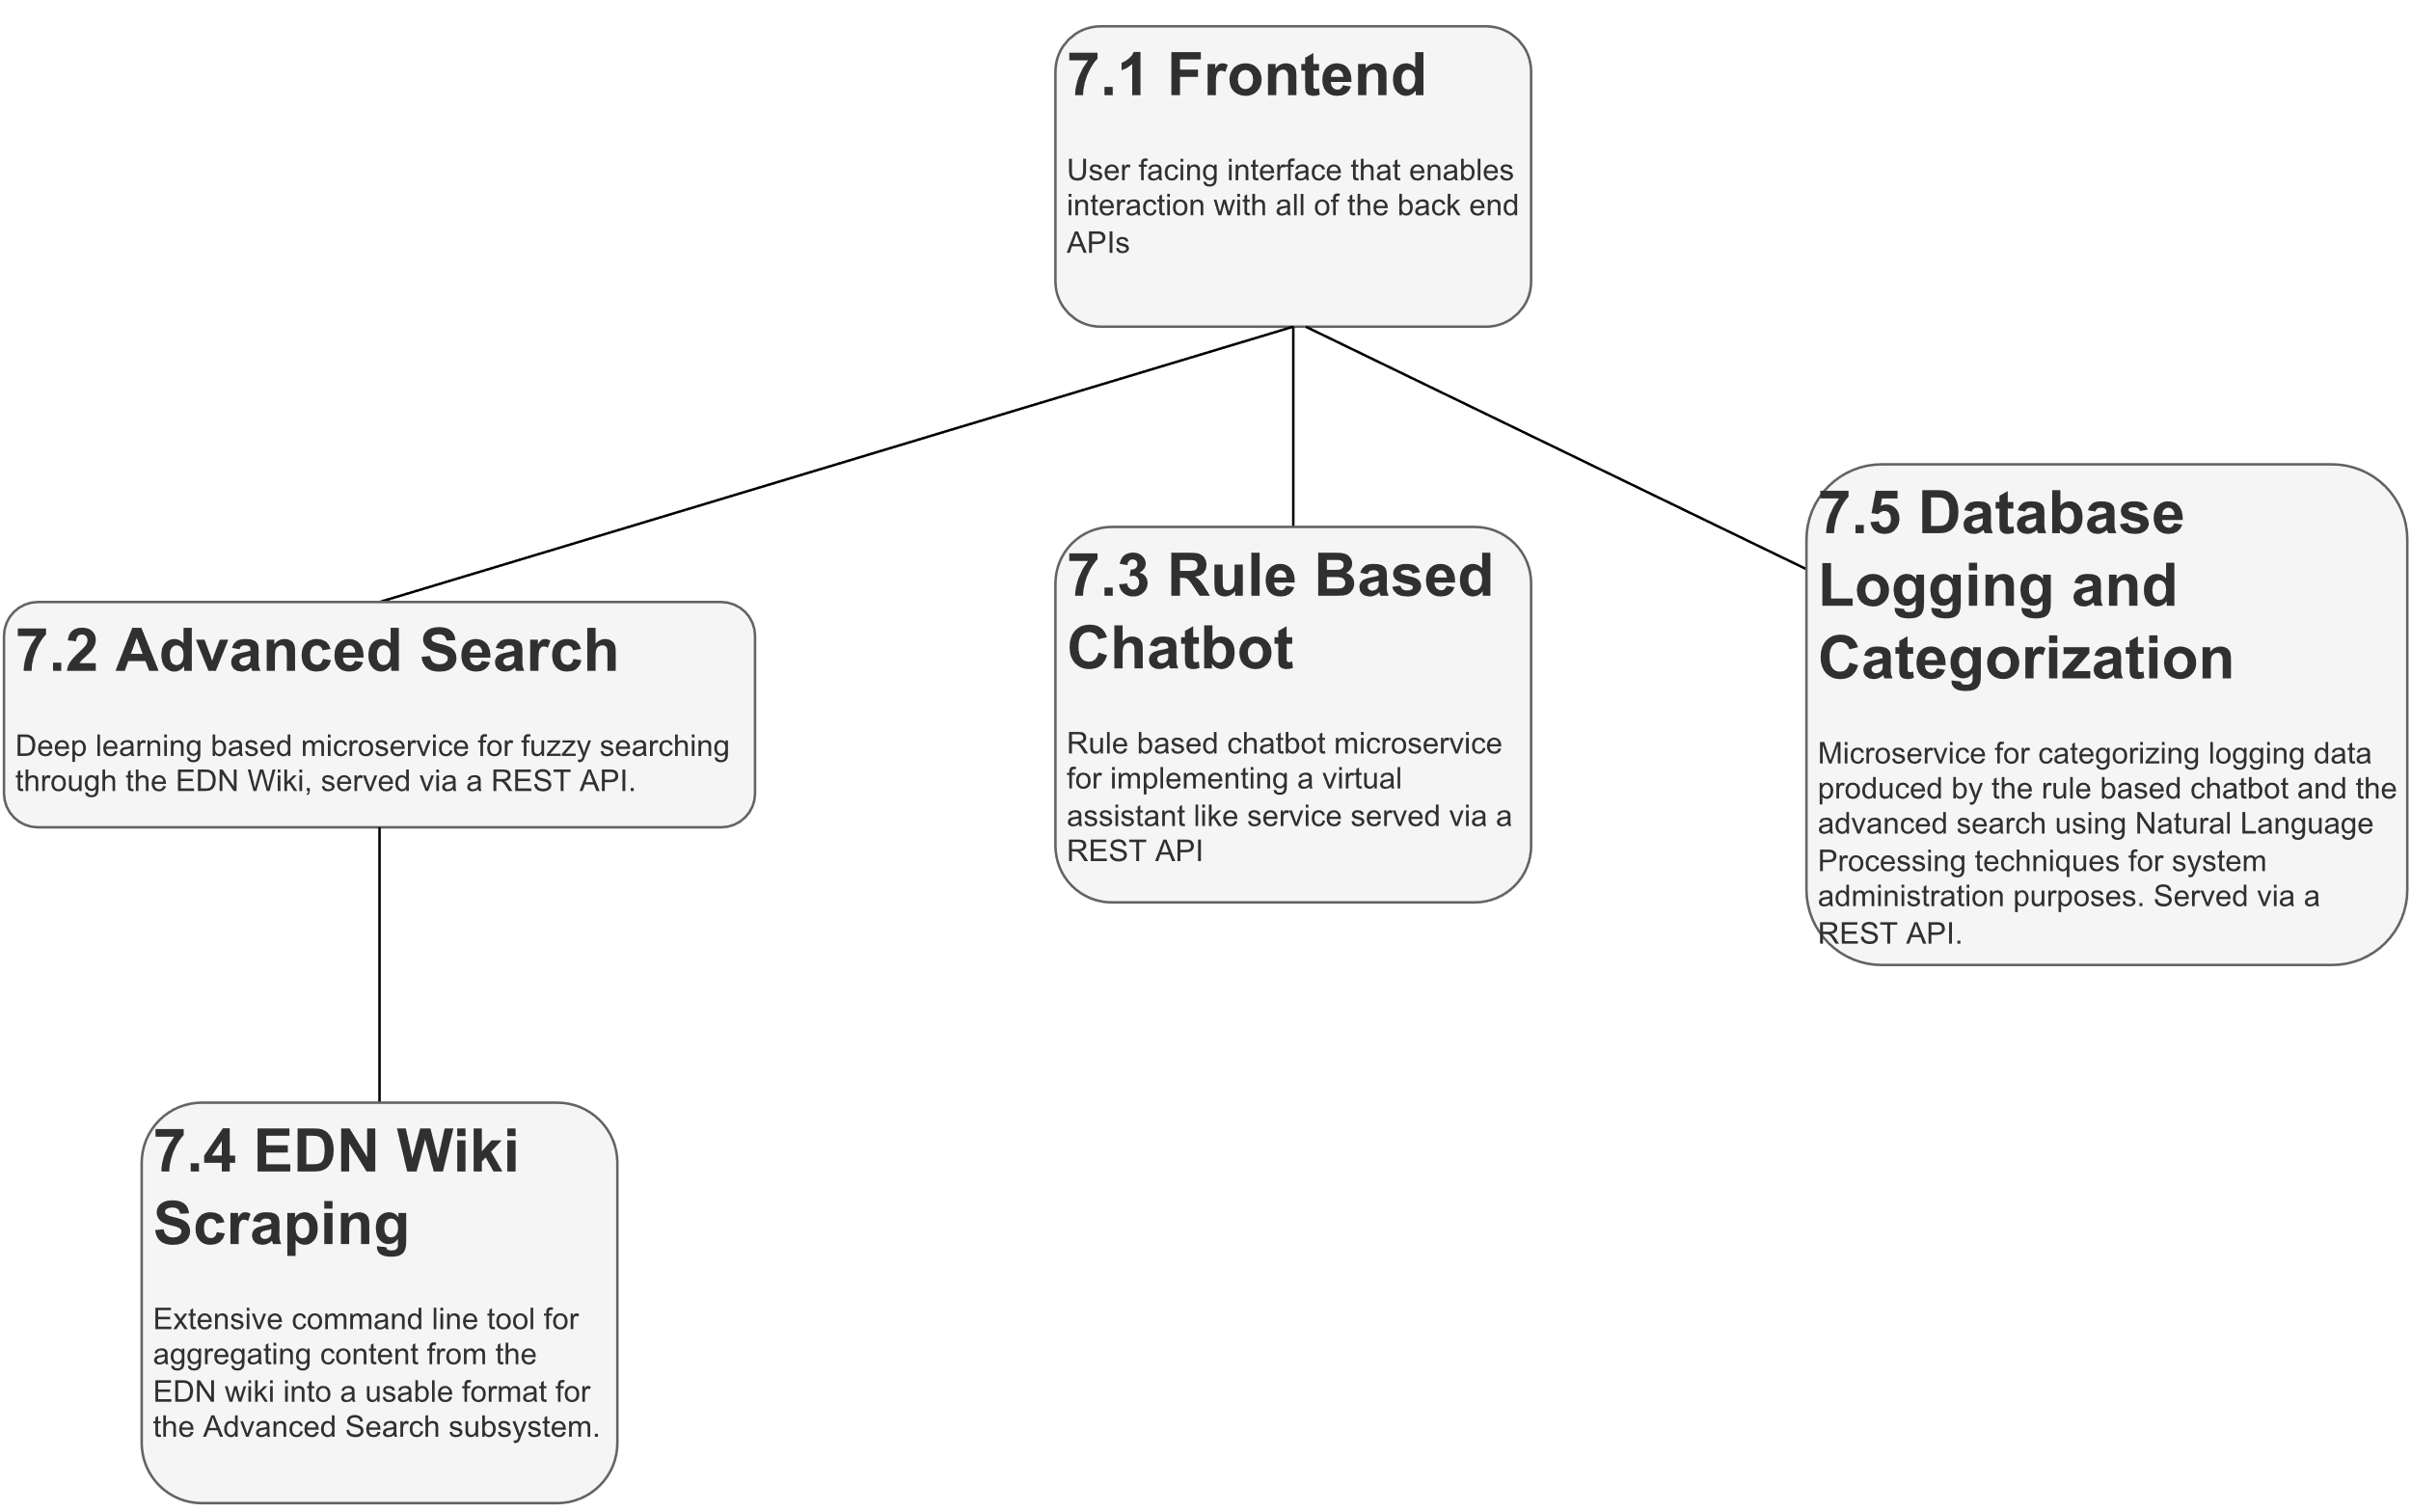 7.1 Frontend
User facing interface that enables
interaction with all of the back end
APIs
7.2 Advanced Search
Deep learning based microservice for fuzzy searching
through the EDN Wiki, served via a REST API.
7.3 Rule Based
Chatbot
Rule based chatbot microservice
for implementing a virtual
assistant like service served via a
REST API
7.5 Database
Logging and
Categorization
Microservice for categorizing logging data
produced by the rule based chatbot and the
advanced search using Natural Language
Processing techniques for system
administration purposes. Served via a
REST API.
7.4 EDN Wiki
Scraping
Extensive command line tool for
aggregating content from the
EDN wiki into a usable format for
the Advanced Search subsystem.